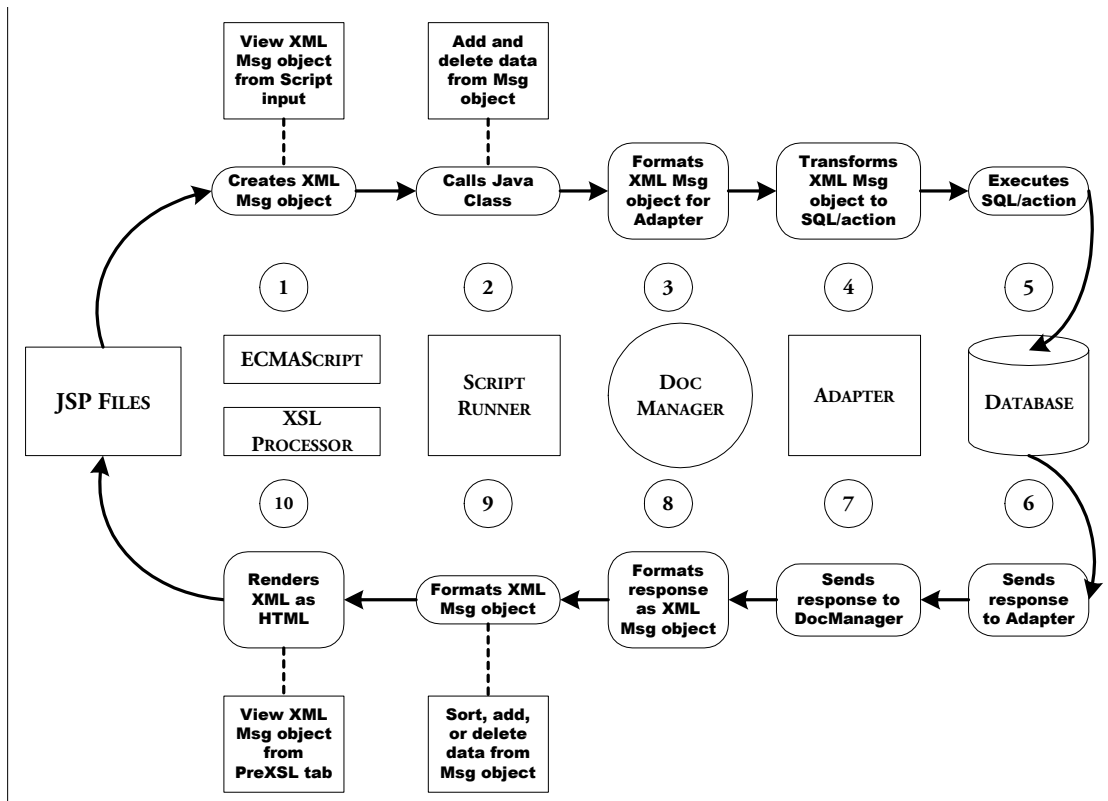 View XML
Msg object
from Script
input
Add and
delete data
from Msg
object
Creates XML
Msg object
Calls Java
Class
Formats
XML Msg
object for
Adapter
Transforms
XML Msg
object to
SQL/action
Executes
SQL/action
1
2
3
4
5
JSP FILES
ECMASCRIPT
XSL
PROCESSOR
SCRIPT
RUNNER
DOC
MANAGER
ADAPTER
DATABASE
10
9
8
7
6
Renders
XML as
HTML
Formats XML
Msg object
Formats
response
as XML
Msg object
Sends
response to
DocManager
Sends
response
to Adapter
View XML
Msg object
from
PreXSL tab
Sort, add,
or delete
data from
Msg object